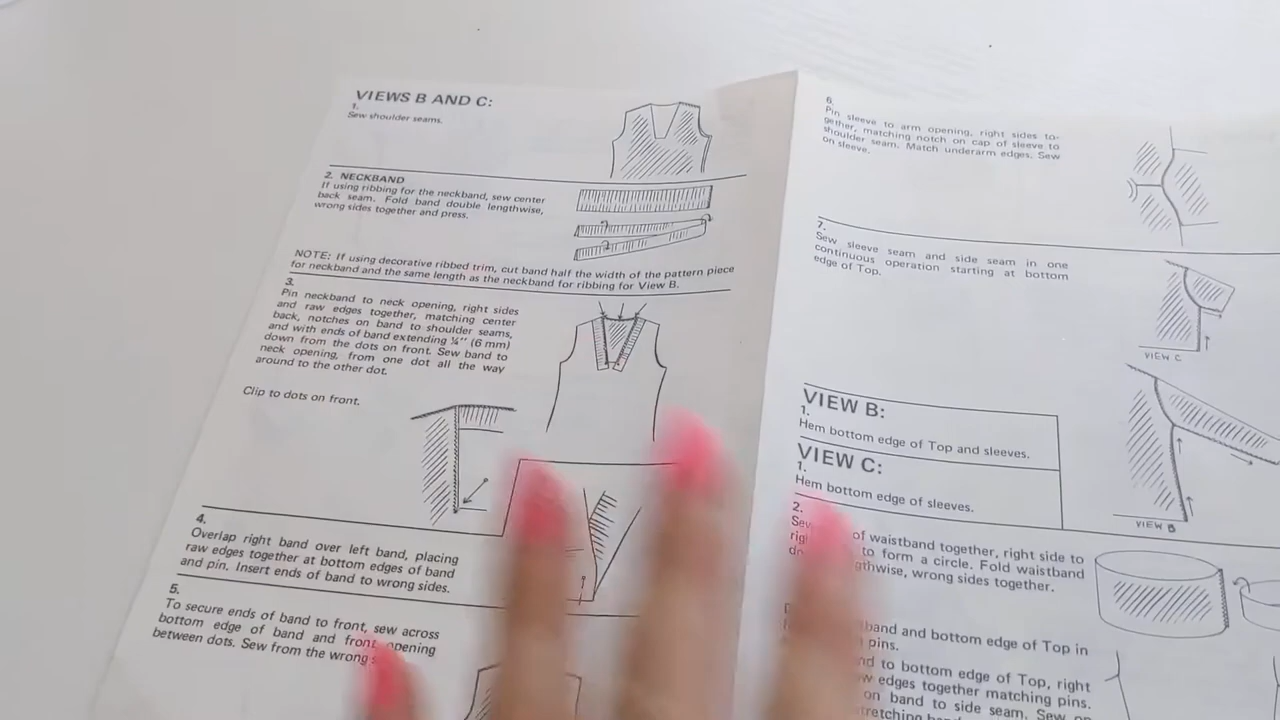 VIEWS B AND C:
1.
Sew shoulder seams.
2. NECKBAND
If using ribbing for the neckband, sew center
back seam. Fold band double lengthwise,
wrong sides together and press.
NOTE: If using decorative ribbed trim, cut band half the width of the pattern piece
for neckband and the same length as the neckband for ribbing for View B.
3.
Pin neckband to neck opening, right sides
and raw edges together, matching center
back, notches on band to shoulder seams,
and with ends of band extending ¼" (6 mm)
down from the dots on front. Sew band to
neck opening, from one dot all the way
around to the other dot.
Clip to dots on front.
4.
Overlap right band over left band, placing
raw edges together at bottom edges of band
and pin. Insert ends of band to wrong sides.
5.
To secure ends of band to front, sew across
bottom edge of band and front opening
between dots. Sew from the wrong
6.
Pin sleeve to arm opening, right sides to-
gether, matching notch on cap of sleeve to
shoulder seam. Match underarm edges. Sew
on sleeve.
7.
Sew sleeve seam and side seam in one
continuous operation starting at bottom
edge of Top.
VIEW C
VIEW B:
1.
Hem bottom edge of Top and sleeves.
VIEW C:
1.
Hem bottom edge of sleeves.
VIEW B
2.
of waistband together, right side to
to form a circle. Fold waistband
wrong sides together.
band and bottom edge of Top in
pins.
to bottom edge of Top, right
edges together matching pins.
on band to side seam. Sew on